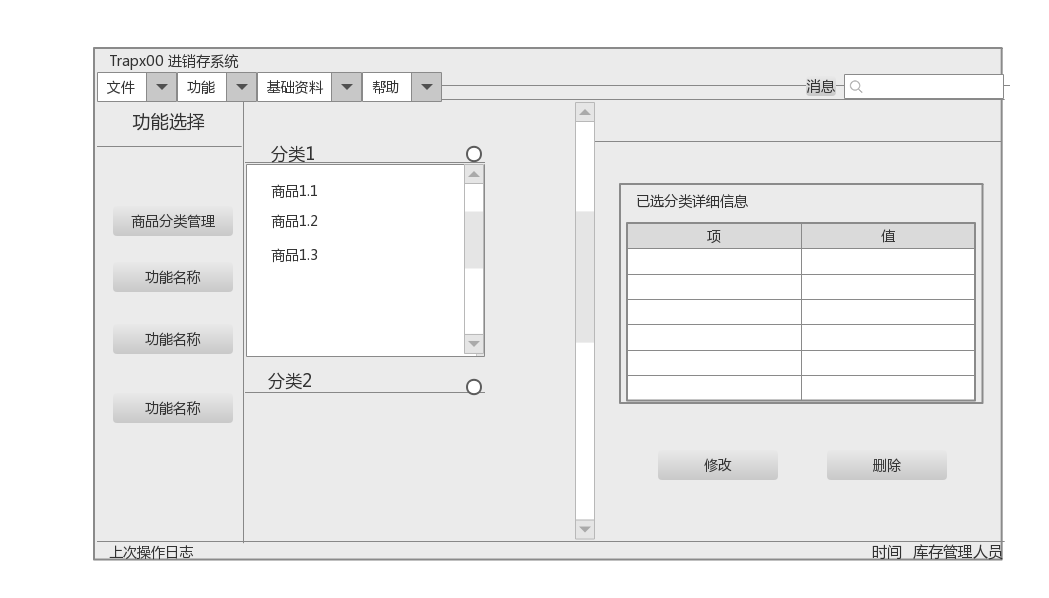 Trapx00 进销存系统
文件 功能 基础资料 帮助 消息
功能选择
商品分类管理
功能名称
功能名称
功能名称
分类1
商品1.1
商品1.2
商品1.3
分类2
已选分类详细信息
项 值
修改 删除
上次操作日志 时间 库存管理人员